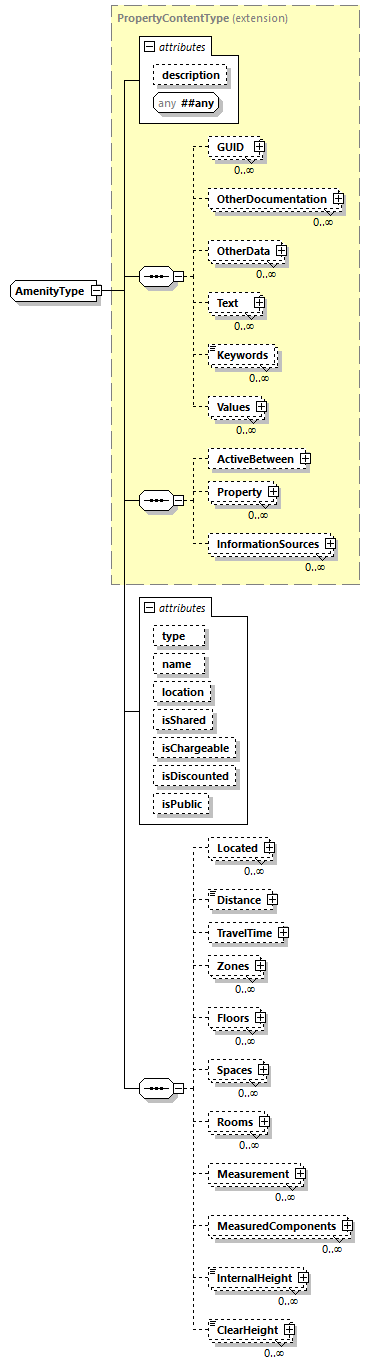 PropertyContentType (extension)
attributes
description
any ##any
GUID
0..∞
OtherDocumentation
0..∞
OtherData
0..∞
AmenityType
Text
0..∞
Keywords
0..∞
Values
0..∞
ActiveBetween
Property
0..∞
InformationSources
0..∞
attributes
type
name
location
isShared
isChargeable
isDiscounted
isPublic
Located
0..∞
Distance
TravelTime
Zones
0..∞
Floors
0..∞
Spaces
0..∞
Rooms
0..∞
Measurement
0..∞
MeasuredComponents
0..∞
InternalHeight
0..∞
ClearHeight
0..∞